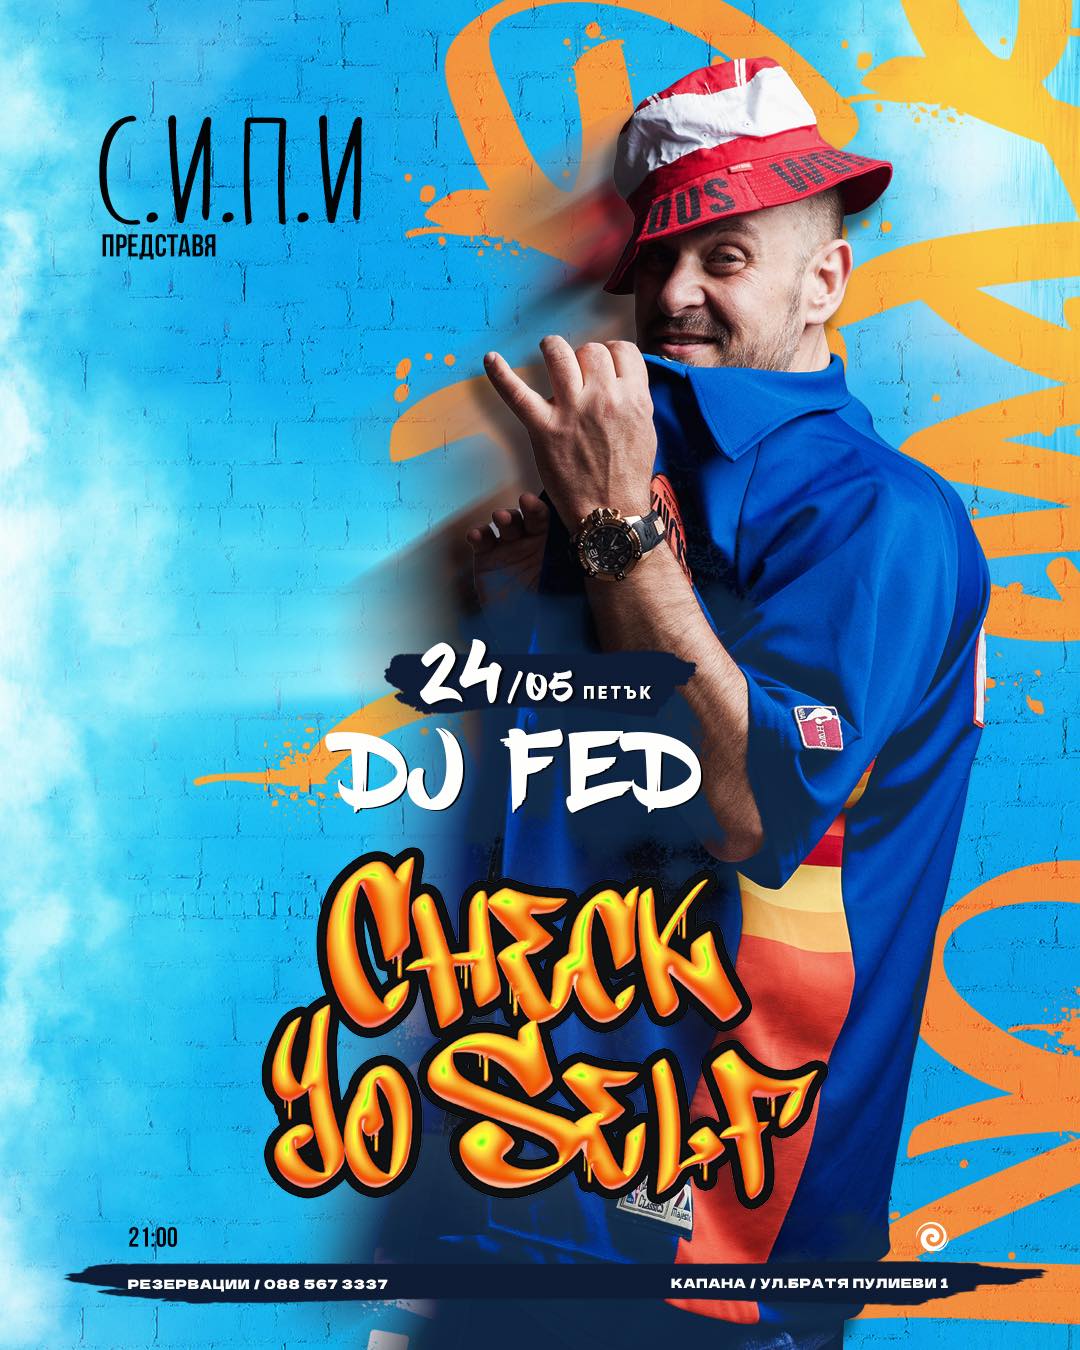 С.И.П.И
ПРЕДСТАВЯ
24/05 ПЕТЪК
DJ FED
CHECK
YO SELF
21:00
РЕЗЕРВАЦИИ / 088 567 3337
КАПАНА / УЛ.БРАТЯ ПУЛИЕВИ 1